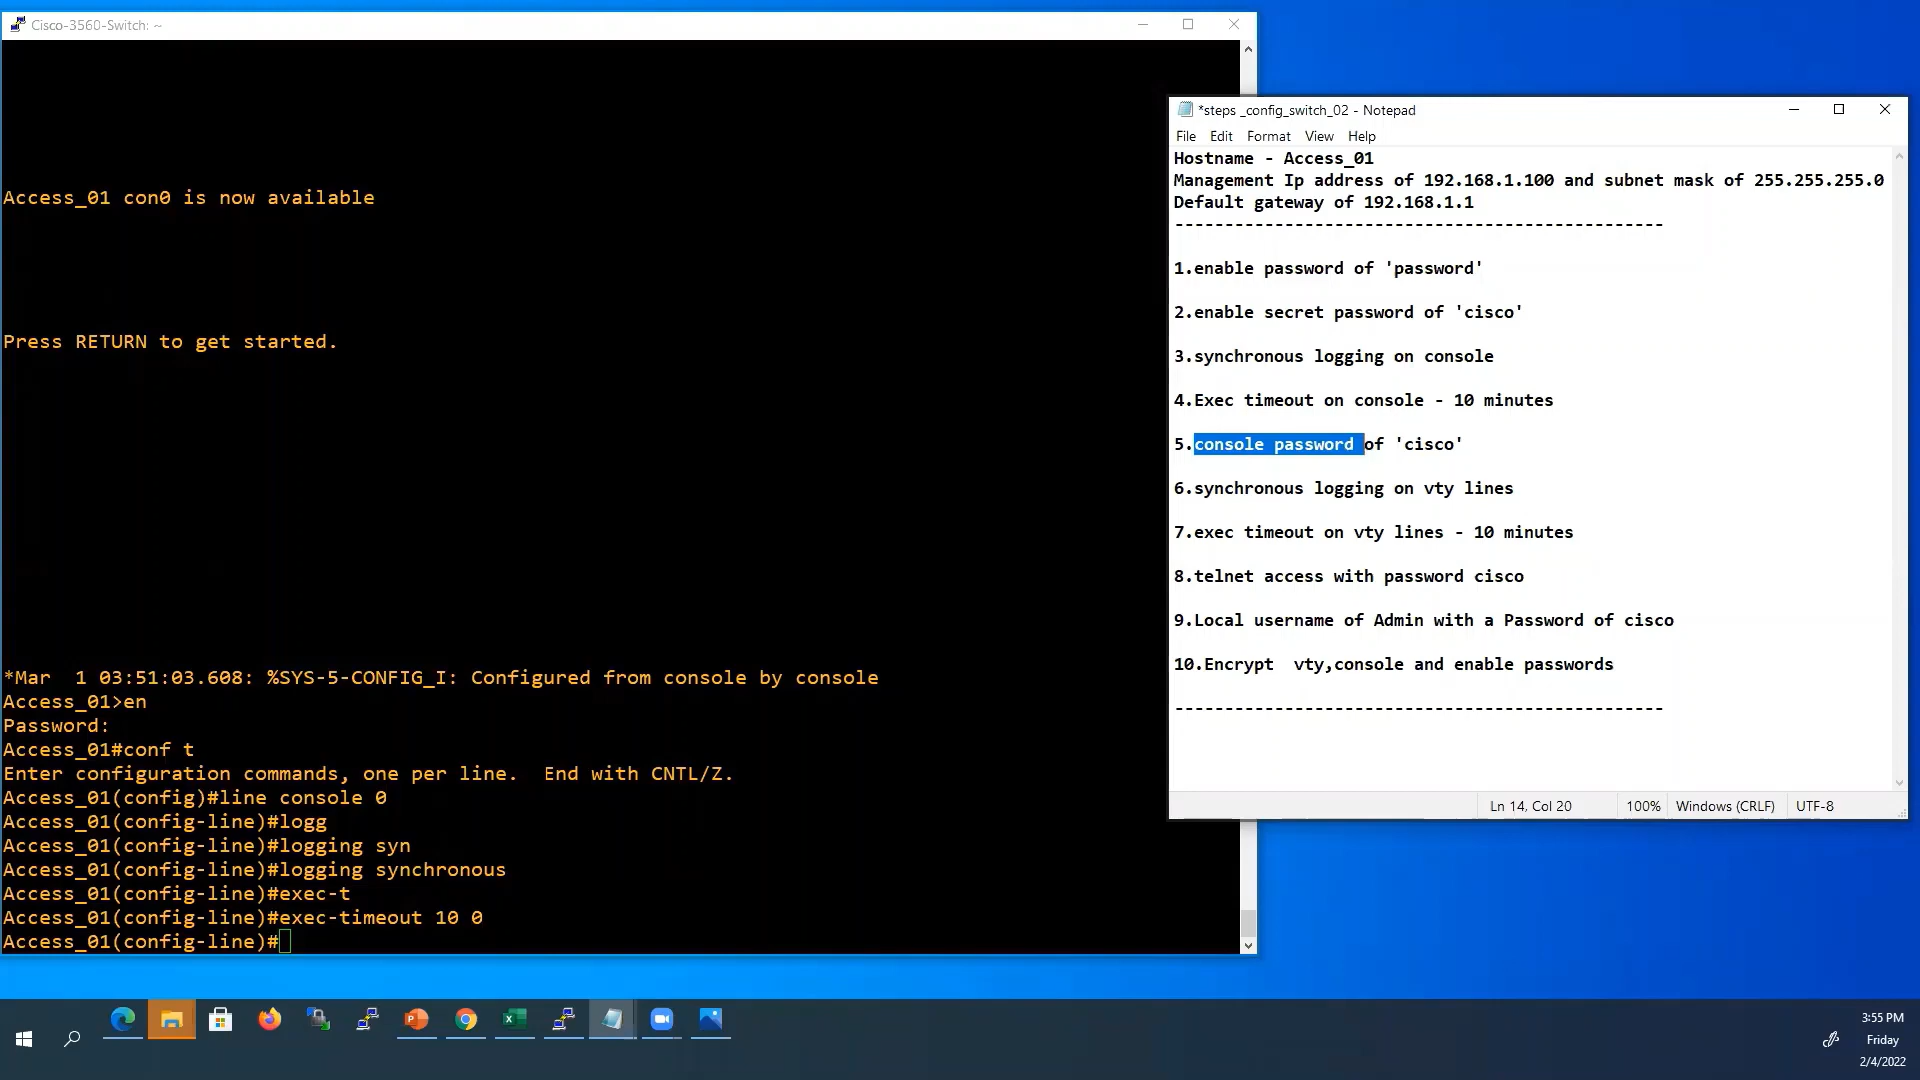 Cisco-3560-Switch: ~
Access_01 con0 is now available
Press RETURN to get started.
*Mar  1 03:51:03.608: %SYS-5-CONFIG_I: Configured from console by console
Access_01>en
Password:
Access_01#conf t
Enter configuration commands, one per line.  End with CNTL/Z.
Access_01(config)#line console 0
Access_01(config-line)#logg
Access_01(config-line)#logging syn
Access_01(config-line)#logging synchronous
Access_01(config-line)#exec-t
Access_01(config-line)#exec-timeout 10 0
Access_01(config-line)#
*steps _config_switch_02 - Notepad
File Edit Format View Help
Hostname - Access_01
Management Ip address of 192.168.1.100 and subnet mask of 255.255.255.0
Default gateway of 192.168.1.1
-------------------------------------------------
1.enable password of 'password'
2.enable secret password of 'cisco'
3.synchronous logging on console
4.Exec timeout on console - 10 minutes
5.console password of 'cisco'
6.synchronous logging on vty lines
7.exec timeout on vty lines - 10 minutes
8.telnet access with password cisco
9.Local username of Admin with a Password of cisco
10.Encrypt  vty,console and enable passwords
-------------------------------------------------
Ln 14, Col 20 100% Windows (CRLF) UTF-8
3:55 PM
Friday
2/4/2022